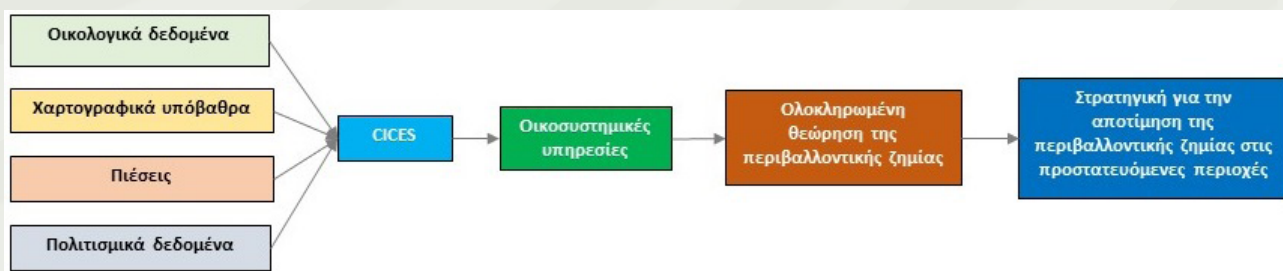 Οικολογικά δεδομένα
Χαρτογραφικά υπόβαθρα
Πιέσεις
Πολιτισμικά δεδομένα
CICES
Οικοσυστημικές
υπηρεσίες
Ολοκληρωμένη
θεώρηση της
περιβαλλοντικής ζημίας
Στρατηγική για την
αποτίμηση της
περιβαλλοντικής ζημίας στις
προστατευόμενες περιοχές